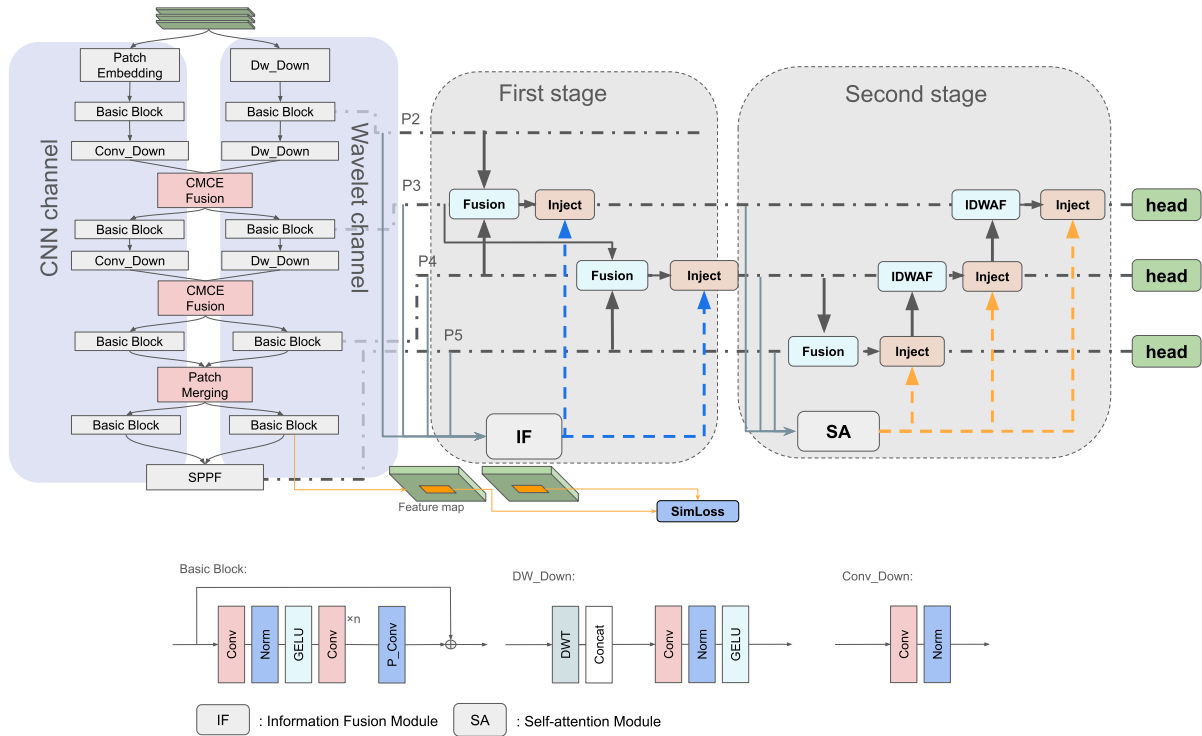 Patch
Embedding
Dw_Down
Basic Block
Basic Block
Conv_Down
Dw_Down
CMCE
Fusion
Basic Block
Basic Block
Conv_Down
Dw_Down
CMCE
Fusion
Basic Block
Basic Block
Patch
Merging
Basic Block
Basic Block
SPPF
CNN channel
Wavelet channel
First stage
P2
P3
P4
P5
Fusion
Inject
Fusion
Inject
IF
Second stage
IDWAF
Inject
IDWAF
Inject
Fusion
Inject
SA
head
head
head
Feature map
SimLoss
Basic Block:
Conv
Norm
GELU
Conv
×n
P_Conv
DW_Down:
DWT
Concat
Conv
Norm
GELU
Conv_Down:
Conv
Norm
IF : Information Fusion Module
SA : Self-attention Module